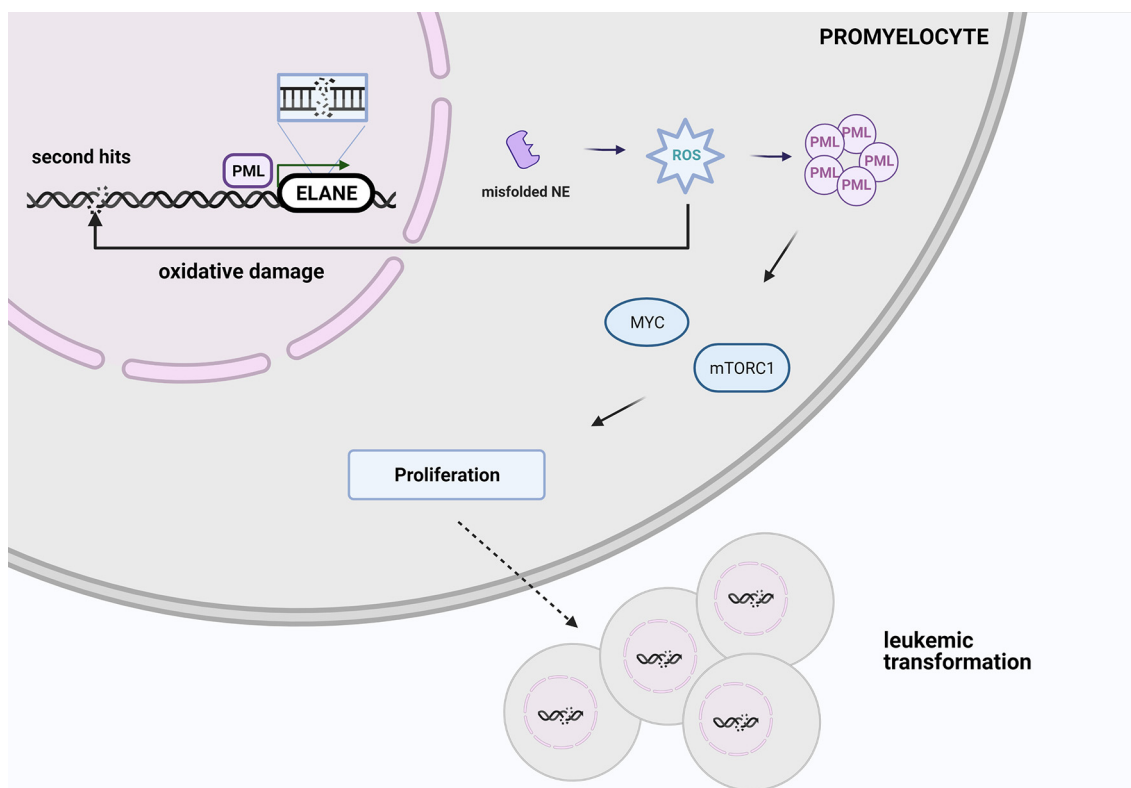 PROMYELOCYTE
second hits
PML
ELANE
misfolded NE
ROS
PML
PML
PML
PML
PML
oxidative damage
MYC
mTORC1
Proliferation
leukemic
transformation